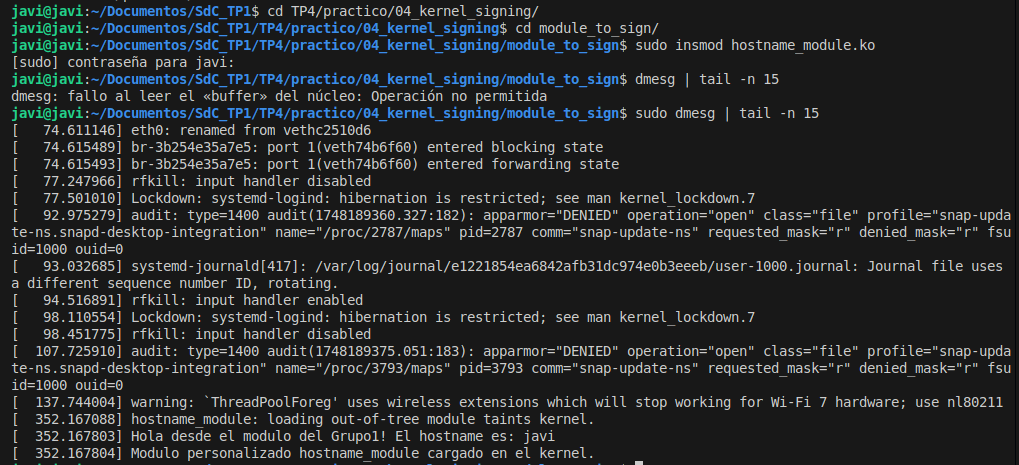 javi@javi:~/Documentos/SdC_TP1$ cd TP4/practico/04_kernel_signing/
javi@javi:~/Documentos/SdC_TP1/TP4/practico/04_kernel_signing$ cd module_to_sign/
javi@javi:~/Documentos/SdC_TP1/TP4/practico/04_kernel_signing/module_to_sign$ sudo insmod hostname_module.ko
[sudo] contraseña para javi:
javi@javi:~/Documentos/SdC_TP1/TP4/practico/04_kernel_signing/module_to_sign$ dmesg | tail -n 15
dmesg: fallo al leer el «buffer» del núcleo: Operación no permitida
javi@javi:~/Documentos/SdC_TP1/TP4/practico/04_kernel_signing/module_to_sign$ sudo dmesg | tail -n 15
[   74.611146] eth0: renamed from vethc2510d6
[   74.615489] br-3b254e35a7e5: port 1(veth74b6f60) entered blocking state
[   74.615493] br-3b254e35a7e5: port 1(veth74b6f60) entered forwarding state
[   77.247966] rfkill: input handler disabled
[   77.501010] Lockdown: systemd-logind: hibernation is restricted; see man kernel_lockdown.7
[   92.975279] audit: type=1400 audit(1748189360.327:182): apparmor="DENIED" operation="open" class="file" profile="snap-upda
te-ns.snapd-desktop-integration" name="/proc/2787/maps" pid=2787 comm="snap-update-ns" requested_mask="r" denied_mask="r" fsu
id=1000 ouid=0
[   93.032685] systemd-journald[417]: /var/log/journal/e1221854ea6842afb31dc974e0b3eeeb/user-1000.journal: Journal file uses
a different sequence number ID, rotating.
[   94.516891] rfkill: input handler enabled
[   98.110554] Lockdown: systemd-logind: hibernation is restricted; see man kernel_lockdown.7
[   98.451775] rfkill: input handler disabled
[  107.725910] audit: type=1400 audit(1748189375.051:183): apparmor="DENIED" operation="open" class="file" profile="snap-upda
te-ns.snapd-desktop-integration" name="/proc/3793/maps" pid=3793 comm="snap-update-ns" requested_mask="r" denied_mask="r" fsu
id=1000 ouid=0
[  137.744004] warning: `ThreadPoolForeg' uses wireless extensions which will stop working for Wi-Fi 7 hardware; use nl80211
[  352.167088] hostname_module: loading out-of-tree module taints kernel.
[  352.167803] Hola desde el modulo del Grupo1! El hostname es: javi
[  352.167804] Modulo personalizado hostname_module cargado en el kernel.